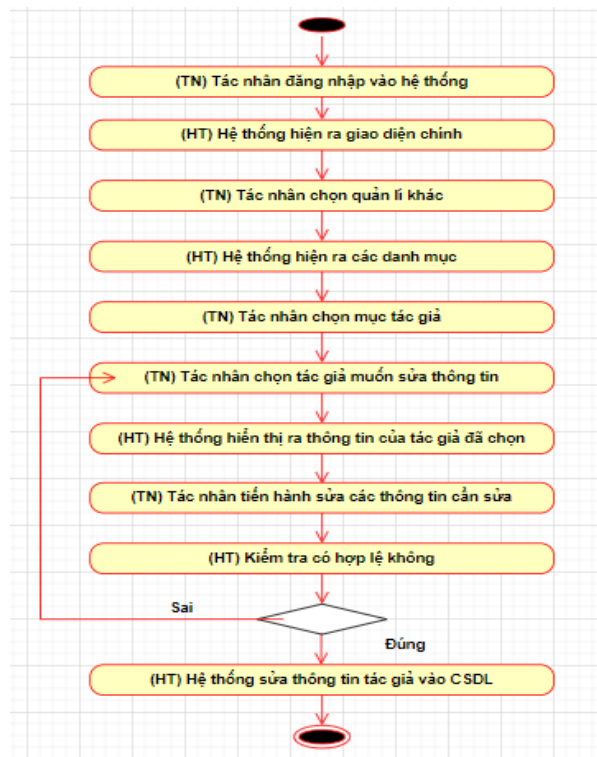 (TN) Tác nhân đăng nhập vào hệ thống
(HT) Hệ thống hiện ra giao diện chính
(TN) Tác nhân chọn quản lí khác
(HT) Hệ thống hiện ra các danh mục
(TN) Tác nhân chọn mục tác giả
(TN) Tác nhân chọn tác giả muốn sửa thông tin
(HT) Hệ thống hiển thị ra thông tin của tác giả đã chọn
(TN) Tác nhân tiến hành sửa các thông tin cần sửa
(HT) Kiểm tra có hợp lệ không
Sai
Đúng
(HT) Hệ thống sửa thông tin tác giả vào CSDL